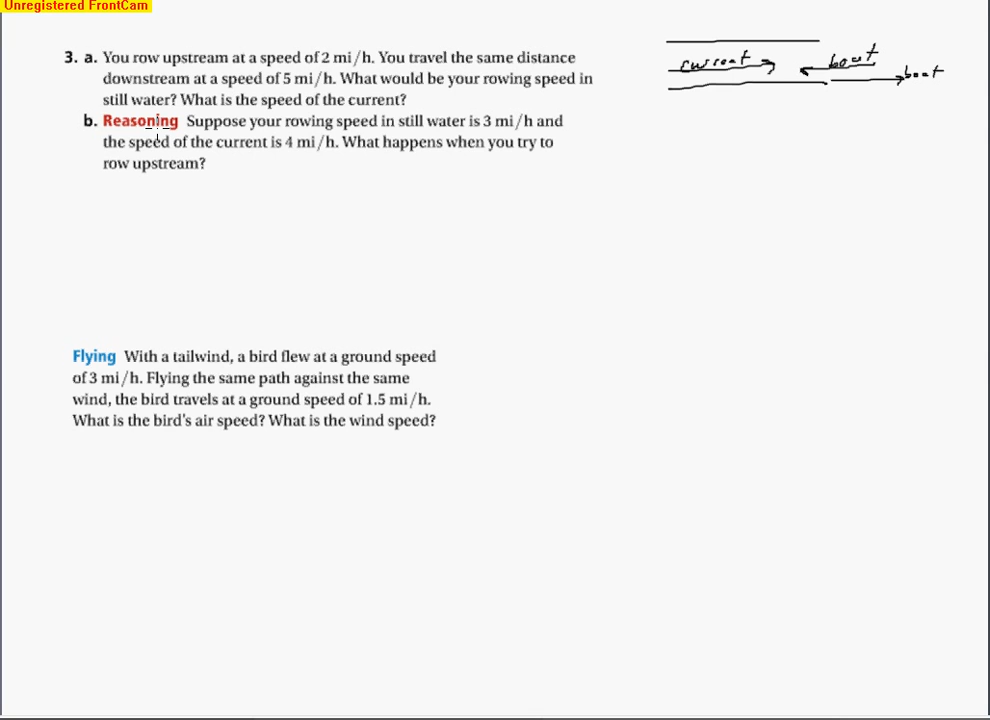 Unregistered FrontCam
3. a. You row upstream at a speed of 2 mi/h. You travel the same distance
downstream at a speed of 5 mi/h. What would be your rowing speed in
still water? What is the speed of the current?
b. Reasoning Suppose your rowing speed in still water is 3 mi/h and
the speed of the current is 4 mi/h. What happens when you try to
row upstream?
current
boat
boat
Flying With a tailwind, a bird flew at a ground speed
of 3 mi/h. Flying the same path against the same
wind, the bird travels at a ground speed of 1.5 mi/h.
What is the bird's air speed? What is the wind speed?